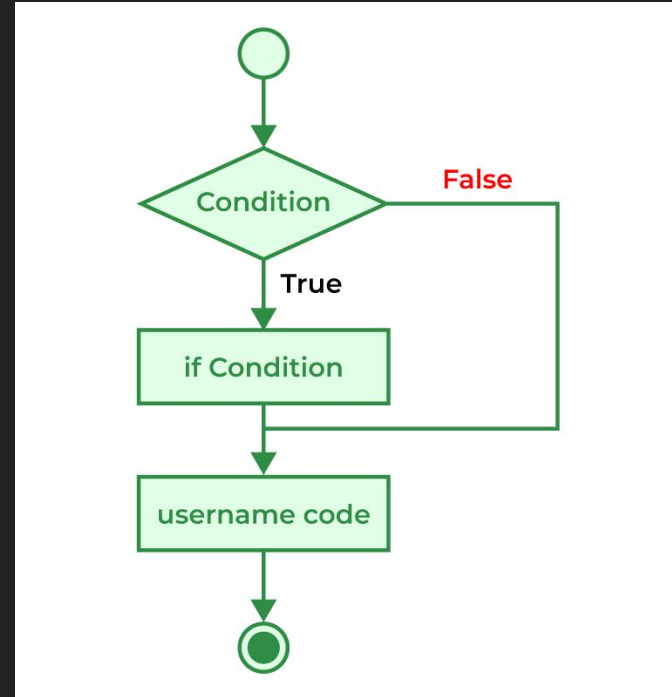 Condition
False
True
if Condition
username code